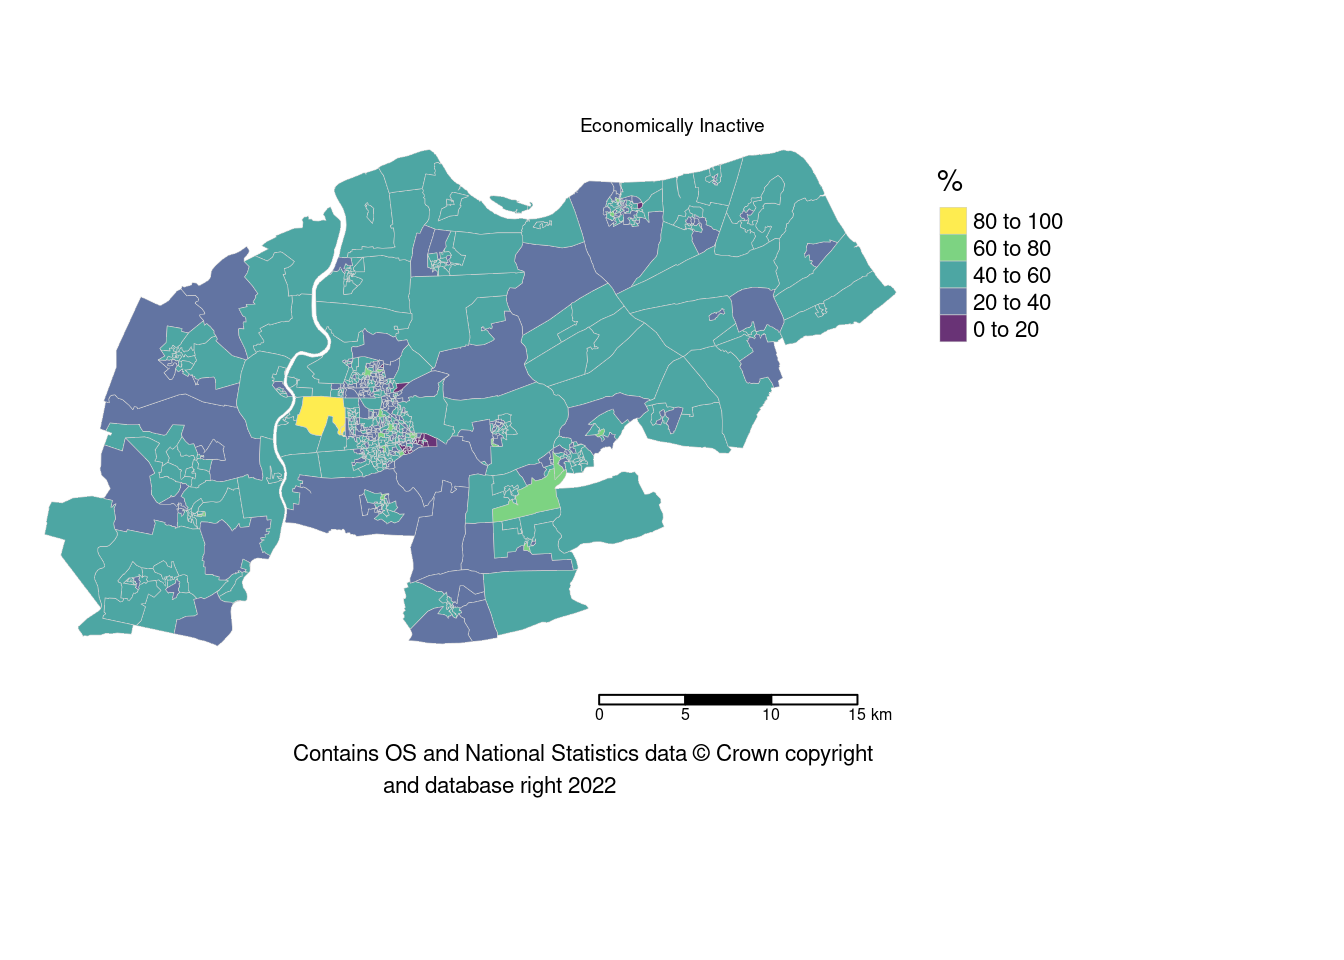 Economically Inactive
%
80 to 100
60 to 80
40 to 60
20 to 40
0 to 20
0 5 10 15 km
Contains OS and National Statistics data © Crown copyright
and database right 2022